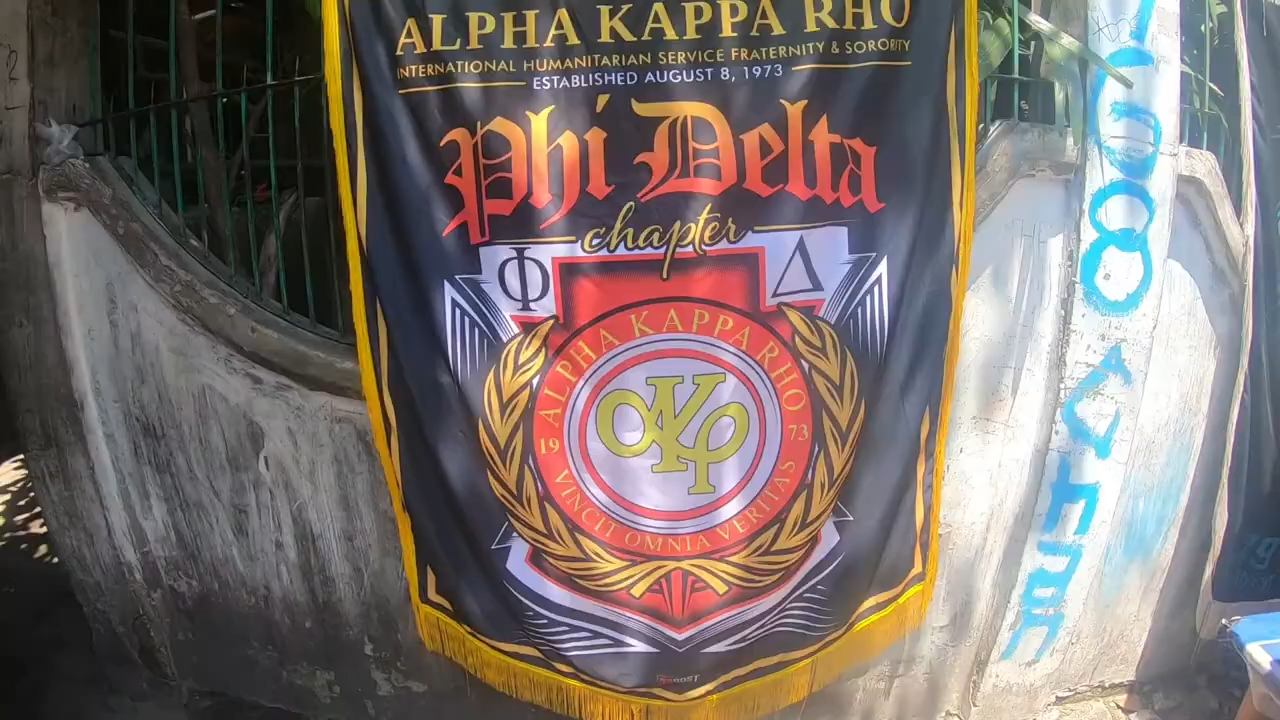 ALPHA KAPPA RHO
INTERNATIONAL HUMANITARIAN SERVICE FRATERNITY & SORORITY
ESTABLISHED AUGUST 8, 1973
Phi Delta
chapter
Φ Δ
ALPHA KAPPA RHO
19 73
αΚρ
VINCIT OMNIA VERITAS